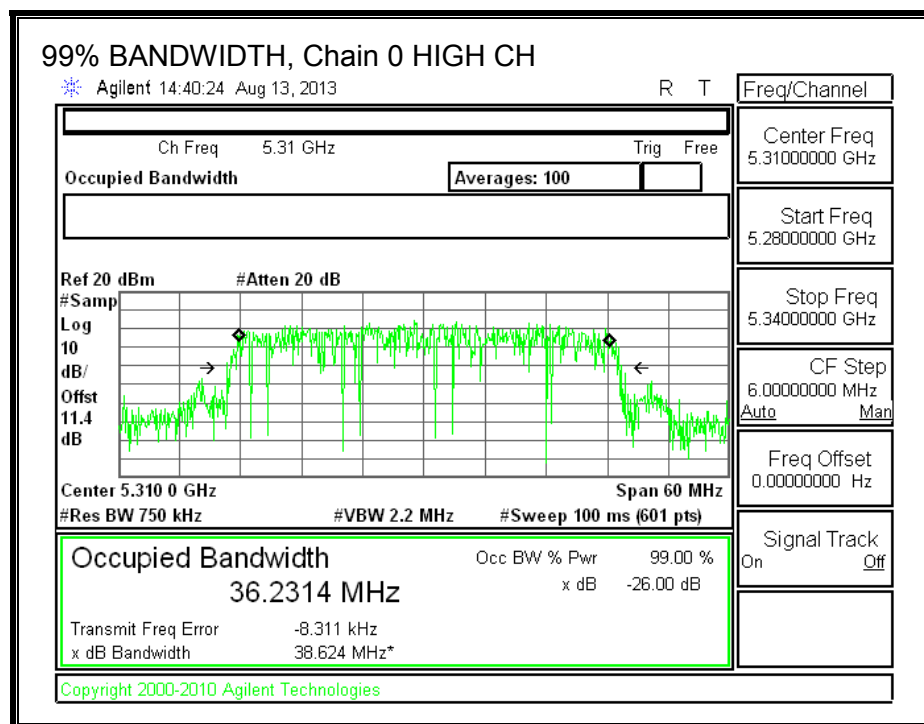 99% BANDWIDTH, Chain 0 HIGH CH
Agilent 14:40:24 Aug 13, 2013 R T
Freq/Channel
Ch Freq 5.31 GHz Trig Free
Occupied Bandwidth Averages: 100
Center Freq
5.31000000 GHz
Start Freq
5.28000000 GHz
Stop Freq
5.34000000 GHz
CF Step
6.00000000 MHz
Auto Man
Freq Offset
0.00000000 Hz
Signal Track
On Off
Ref 20 dBm #Atten 20 dB
#Samp
Log
10
dB/
Offst
11.4
dB
Center 5.310 0 GHz Span 60 MHz
#Res BW 750 kHz #VBW 2.2 MHz #Sweep 100 ms (601 pts)
Occupied Bandwidth Occ BW % Pwr 99.00 %
36.2314 MHz x dB -26.00 dB
Transmit Freq Error -8.311 kHz
x dB Bandwidth 38.624 MHz*
Copyright 2000-2010 Agilent Technologies